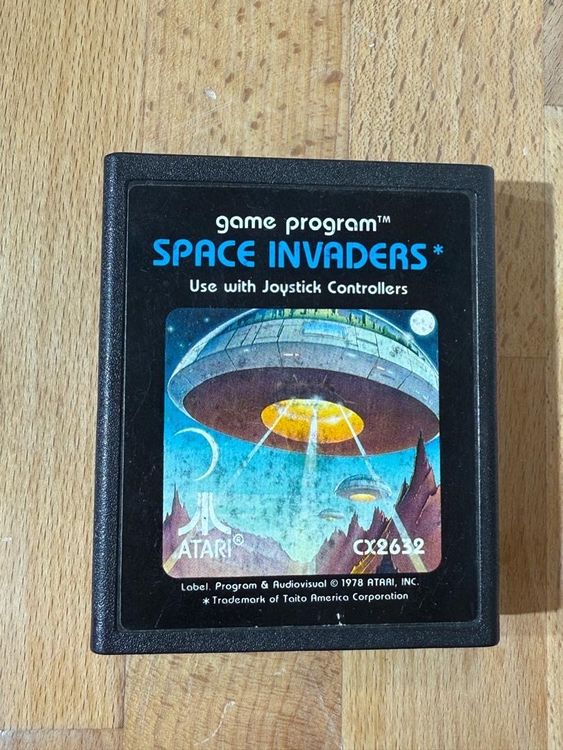 game program™
SPACE INVADERS*
Use with Joystick Controllers
ATARI®
CX2632
Label, Program & Audiovisual © 1978 ATARI, INC.
*Trademark of Taito America Corporation